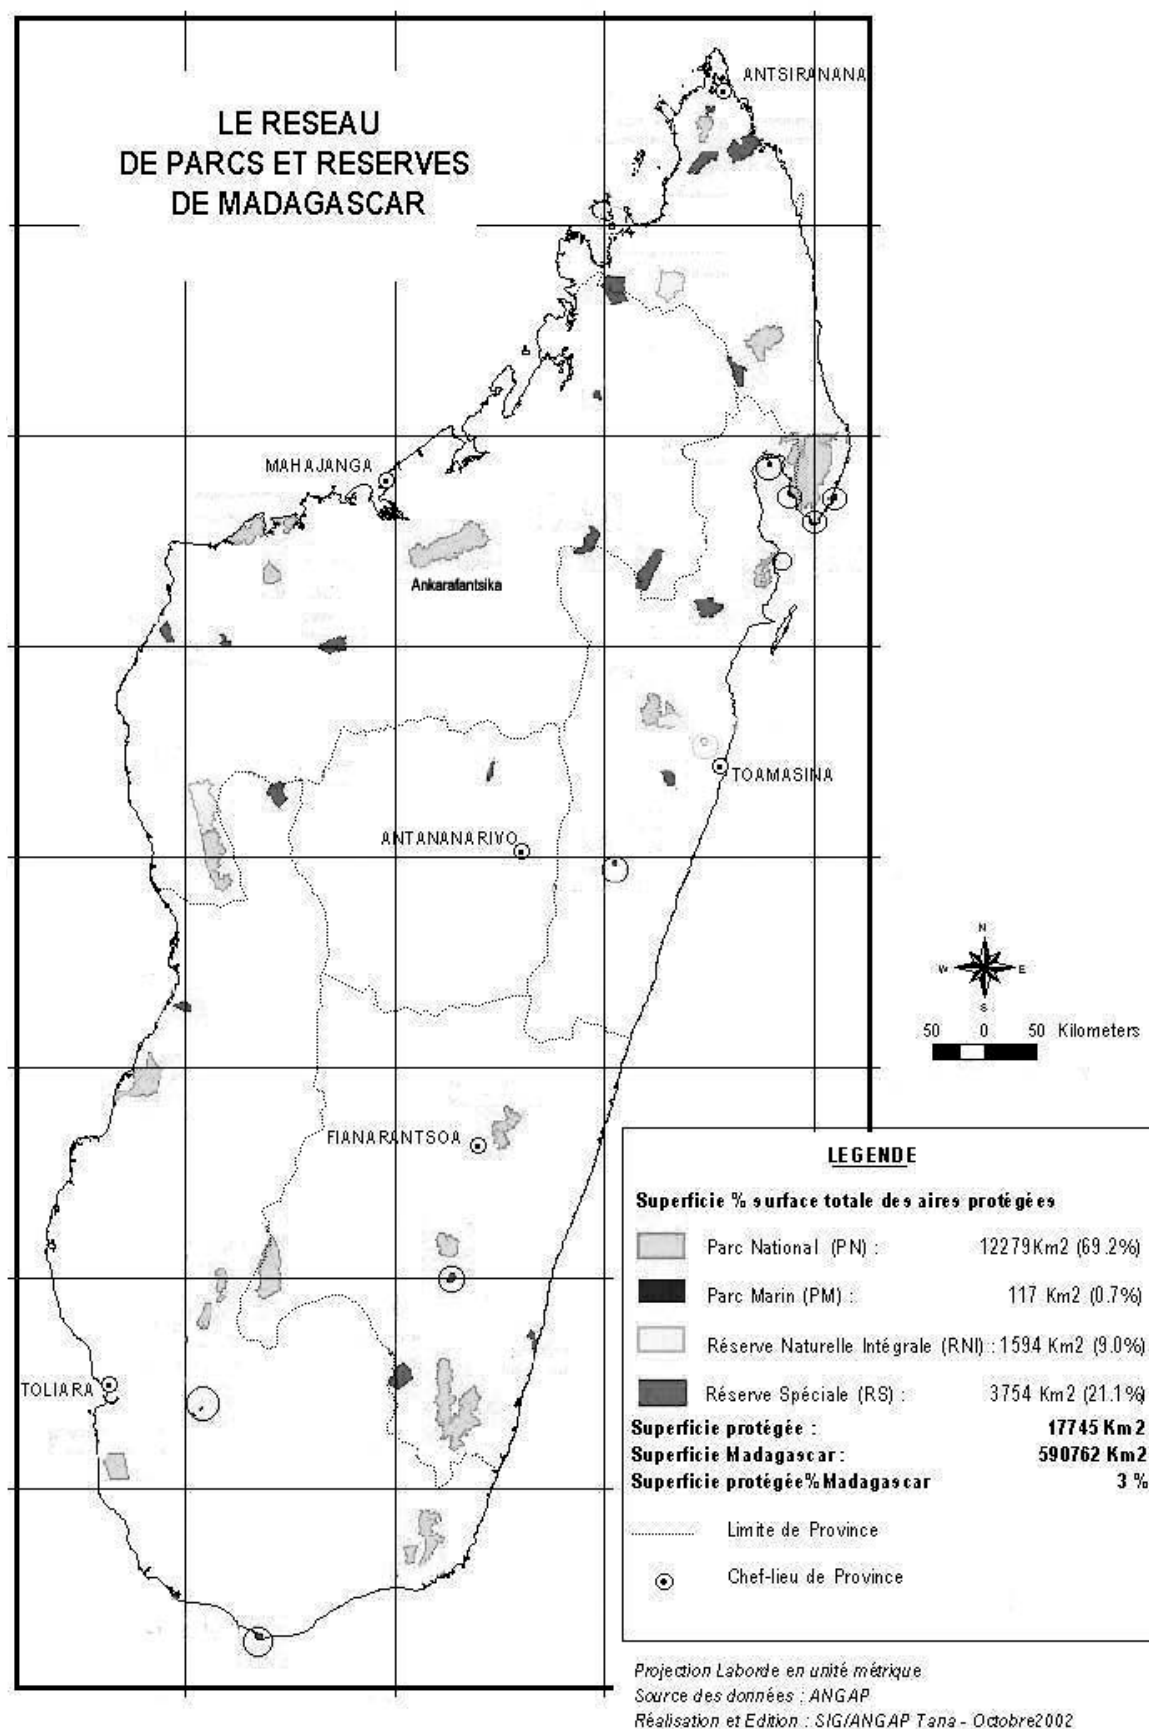 LE RESEAU
DE PARCS ET RESERVES
DE MADAGASCAR
ANTSIRANANA
MAHAJANGA
Ankarafantsika
TOAMASINA
ANTANANARIVO
FIANARANTSOA
TOLIARA
N
W E
S
50 0 50 Kilometers
LEGENDE
Superficie % surface totale des aires protégées
Parc National (PN) : 12279Km2 (69.2%)
Parc Marin (PM) : 117 Km2 (0.7%)
Réserve Naturelle Intégrale (RNI) : 1594 Km2 (9.0%)
Réserve Spéciale (RS) : 3754 Km2 (21.1%)
Superficie protégée : 17745 Km2
Superficie Madagascar : 590762 Km2
Superficie protégée%Madagascar 3 %
Limite de Province
Chef-lieu de Province
Projection Laborde en unité métrique
Source des données : ANGAP
Réalisation et Edition : SIG/ANGAP Tana - Octobre2002